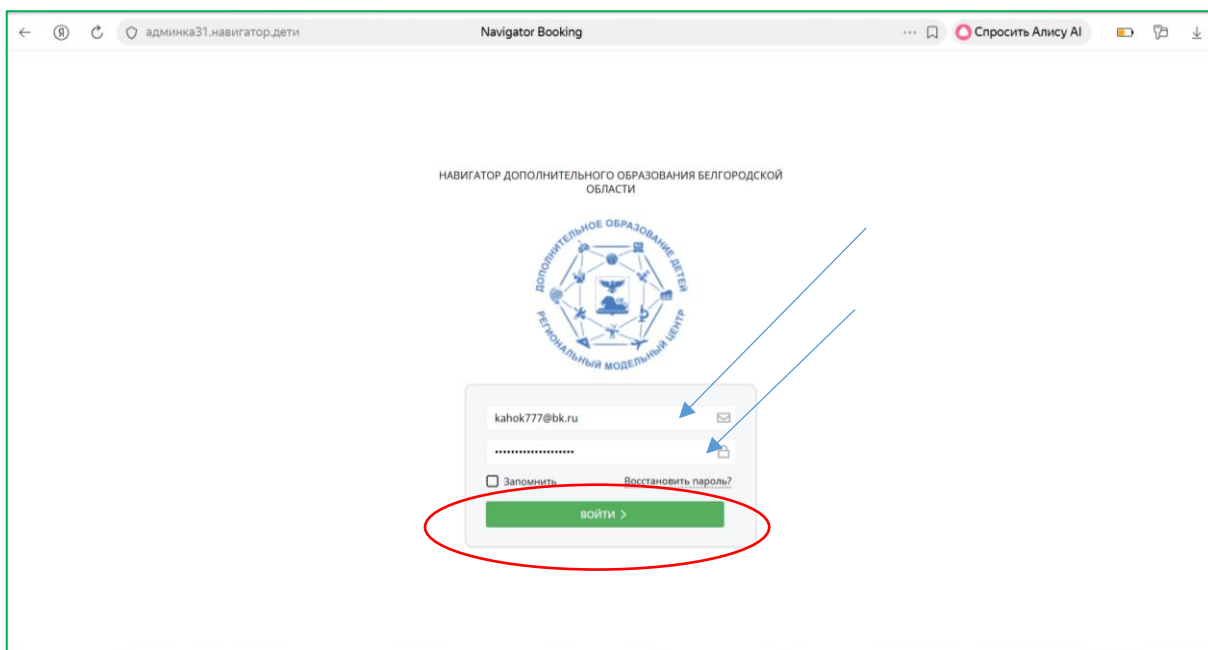 админка31.навигатор.дети
Navigator Booking
Спросить Алису AI
НАВИГАТОР ДОПОЛНИТЕЛЬНОГО ОБРАЗОВАНИЯ БЕЛГОРОДСКОЙ
ОБЛАСТИ
ДОПОЛНИТЕЛЬНОЕ ОБРАЗОВАНИЕ ДЕТЕЙ
РЕГИОНАЛЬНЫЙ МОДЕЛЬНЫЙ ЦЕНТР
kahok777@bk.ru
Запомнить
Восстановить пароль?
ВОЙТИ